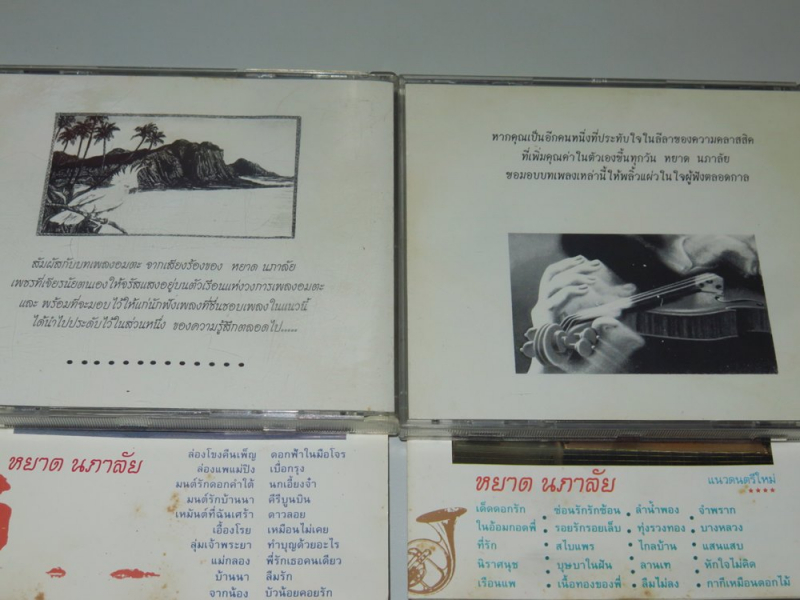 สัมผัสกับบทเพลงอมตะ จากเสียงร้องของ หยาด นภาลัย
เพชรที่เจียรนัยตนเองให้จรัสแสงอยู่บนตัวเรือนแห่งวงการเพลงอมตะ
และ พร้อมที่จะมอบไว้ให้แก่นักฟังเพลงที่ชื่นชอบเพลงในแนวนี้
ได้นำไปประดับไว้ในส่วนหนึ่ง ของความรู้สึกตลอดไป.....
หากคุณเป็นอีกคนหนึ่งที่ประทับใจในลีลาของความคลาสสิค
ที่เพิ่มคุณค่าในตัวเองขึ้นทุกวัน หยาด นภาลัย
ขอมอบบทเพลงเหล่านี้ให้พลิ้วแผ่วในใจผู้ฟังตลอดกาล
หยาด นภาลัย
ล่องโขงคืนเพ็ญ ดอกฟ้าในมือโจร
ล่องแพแม่ปิง เบื่อกรุง
มนต์รักดอกคำใต้ นกเอี้ยงจ๋า
มนต์รักบ้านนา คีรีบูนบิน
เหมันต์ที่ฉันเศร้า ดาวลอย
เอื้องโรย เหมือนไม่เคย
ลุ่มเจ้าพระยา ทำบุญด้วยอะไร
แม่กลอง พี่รักเธอคนเดียว
บ้านนา ลืมรัก
จากน้อง บัวน้อยคอยรัก
หยาด นภาลัย แนวดนตรีใหม่
เด็ดดอกรัก ซ่อนรักรักซ้อน ลำน้ำพอง จำพราก
ในอ้อมกอดพี่ รอยรักรอยเล็บ ทุ่งรวงทอง บางหลวง
ที่รัก สไบแพร ไกลบ้าน แสนแสบ
นิราศนุช บุษบาในฝัน ลานเท หักใจไม่คิด
เรือนแพ เนื้อทองของพี่ ลืมไม่ลง กากีเหมือนดอกไม้